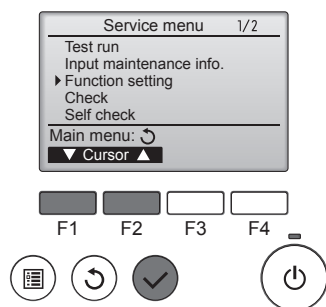 Service menu 1/2
Test run
Input maintenance info.
Function setting
Check
Self check
Main menu:
Cursor
F1 F2 F3 F4